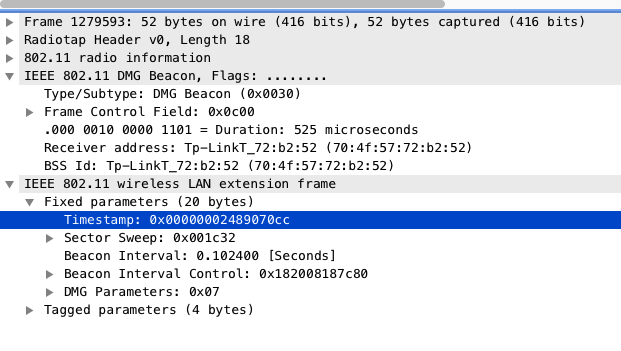 Frame 1279593: 52 bytes on wire (416 bits), 52 bytes captured (416 bits)
Radiotap Header v0, Length 18
802.11 radio information
IEEE 802.11 DMG Beacon, Flags: ........
Type/Subtype: DMG Beacon (0x0030)
Frame Control Field: 0x0c00
.000 0010 0000 1101 = Duration: 525 microseconds
Receiver address: Tp-LinkT_72:b2:52 (70:4f:57:72:b2:52)
BSS Id: Tp-LinkT_72:b2:52 (70:4f:57:72:b2:52)
IEEE 802.11 wireless LAN extension frame
Fixed parameters (20 bytes)
Timestamp: 0x00000002489070cc
Sector Sweep: 0x001c32
Beacon Interval: 0.102400 [Seconds]
Beacon Interval Control: 0x182008187c80
DMG Parameters: 0x07
Tagged parameters (4 bytes)